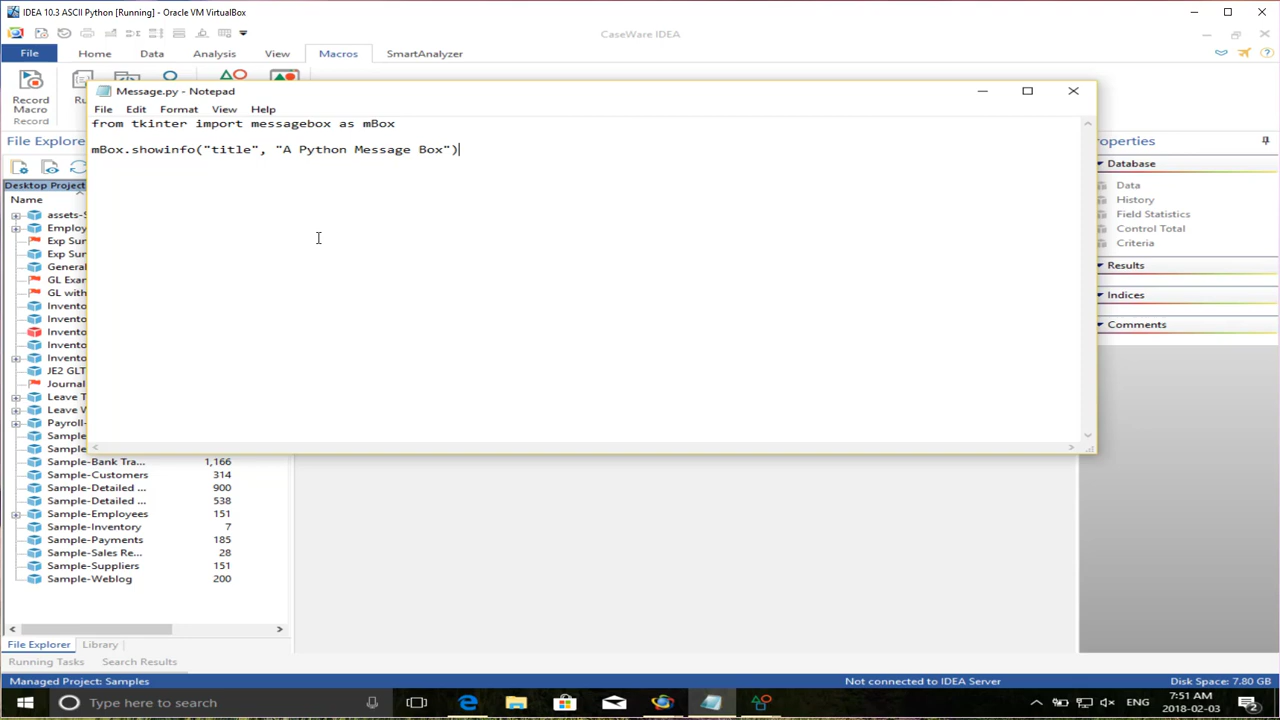 IDEA 10.3 ASCII Python [Running] - Oracle VM VirtualBox
CaseWare IDEA
File
Home
Data
Analysis
View
Macros
SmartAnalyzer
Record
Macro
Record
Message.py - Notepad
File Edit Format View Help
from tkinter import messagebox as mBox
mBox.showinfo("title", "A Python Message Box")
File Explorer
Desktop Project
Name
assets-
Employ
Exp Sum
Exp Sum
General
GL Exam
GL with
Invento
Invento
Invento
Invento
Invento
JE2 GLT
Journal
Leave T
Leave W
Payroll-
Sample
Sample
Sample-Bank Tra... 1,166
Sample-Customers 314
Sample-Detailed ... 900
Sample-Detailed ... 538
Sample-Employees 151
Sample-Inventory 7
Sample-Payments 185
Sample-Sales Re... 28
Sample-Suppliers 151
Sample-Weblog 200
File Explorer Library
Running Tasks Search Results
roperties
Database
Data
History
Field Statistics
Control Total
Criteria
Results
Indices
Comments
Managed Project: Samples
Not connected to IDEA Server
Disk Space: 7.80 GB
Type here to search
ENG
7:51 AM
2018-02-03
2